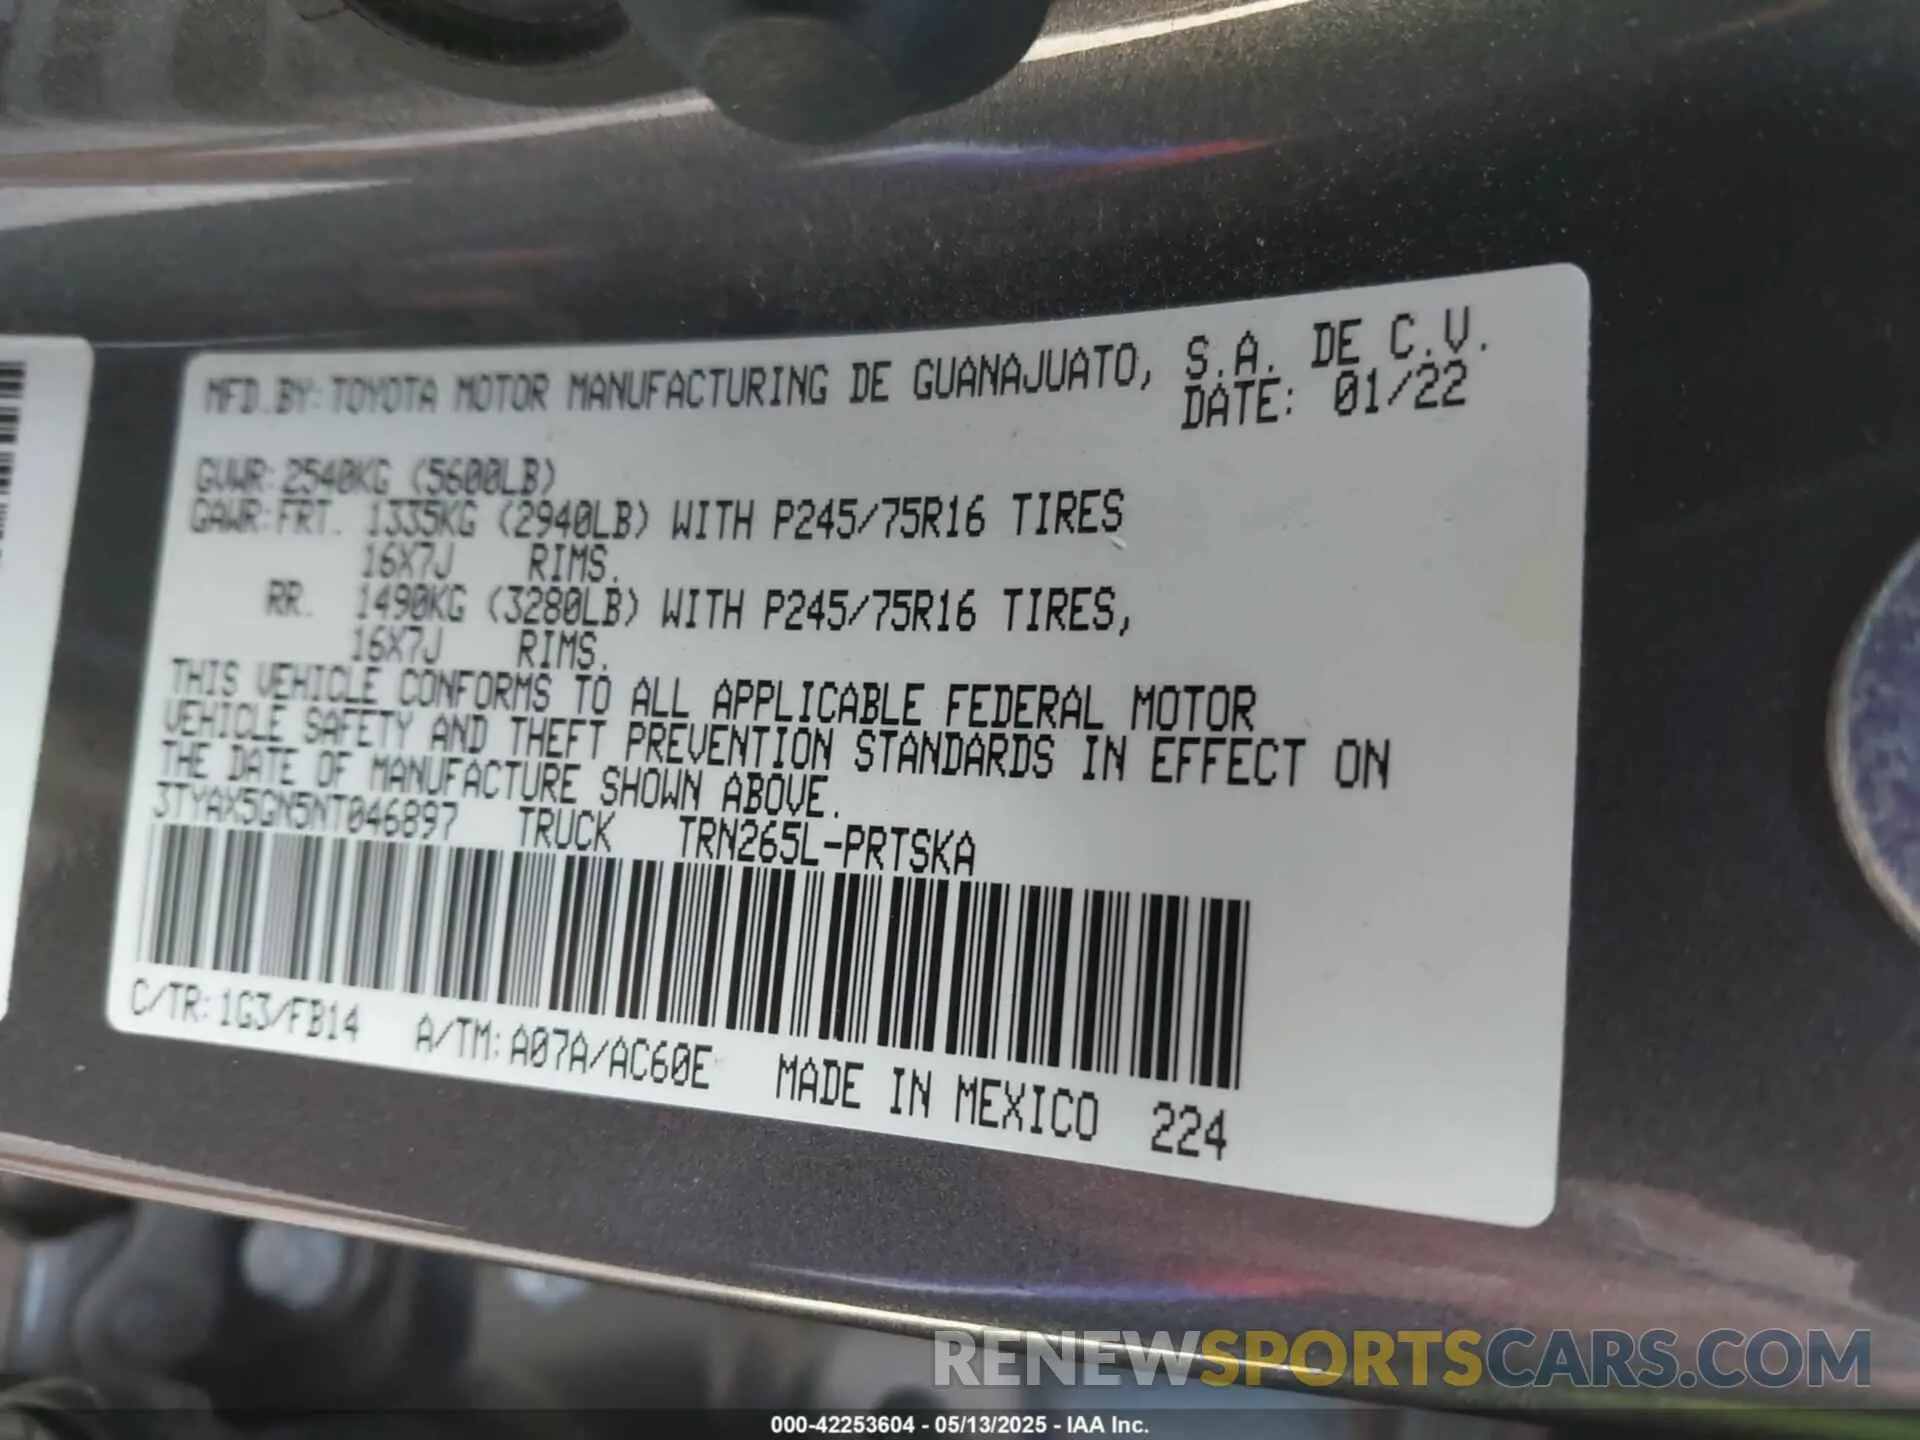 MFD.BY:TOYOTA MOTOR MANUFACTURING DE GUANAJUATO, S.A. DE C.V.
DATE: 01/22
GVWR:2540KG (5600LB)
GAWR:FRT. 1335KG (2940LB) WITH P245/75R16 TIRES
16X7J RIMS.
RR. 1490KG (3280LB) WITH P245/75R16 TIRES,
16X7J RIMS.
THIS VEHICLE CONFORMS TO ALL APPLICABLE FEDERAL MOTOR
VEHICLE SAFETY AND THEFT PREVENTION STANDARDS IN EFFECT ON
THE DATE OF MANUFACTURE SHOWN ABOVE.
3TYAX5GN5NT046897 TRUCK TRN265L-PRTSKA
C/TR:1G3/FB14 A/TM:A07A/AC60E MADE IN MEXICO 224
RENEWSPORTSCARS.COM
000-42253604 - 05/13/2025 - IAA Inc.